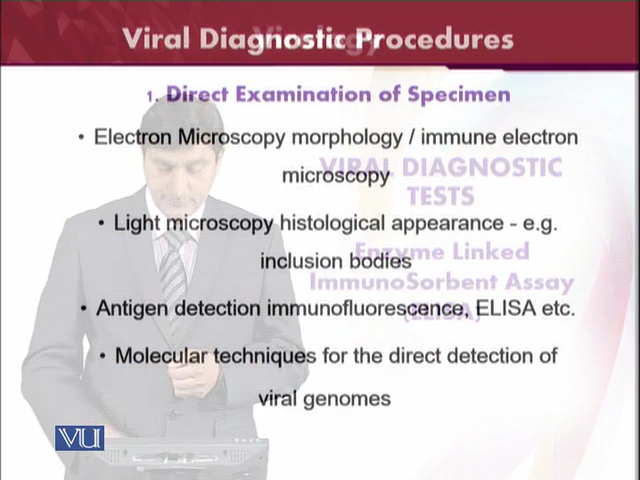 Viral Diagnostic Procedures
Virology
1. Direct Examination of Specimen
• Electron Microscopy morphology / immune electron
microscopy
• Light microscopy histological appearance - e.g.
inclusion bodies
• Antigen detection immunofluorescence, ELISA etc.
• Molecular techniques for the direct detection of
viral genomes
VIRAL DIAGNOSTIC
TESTS
Enzyme Linked
ImmunoSorbent Assay
(ELISA)
VU